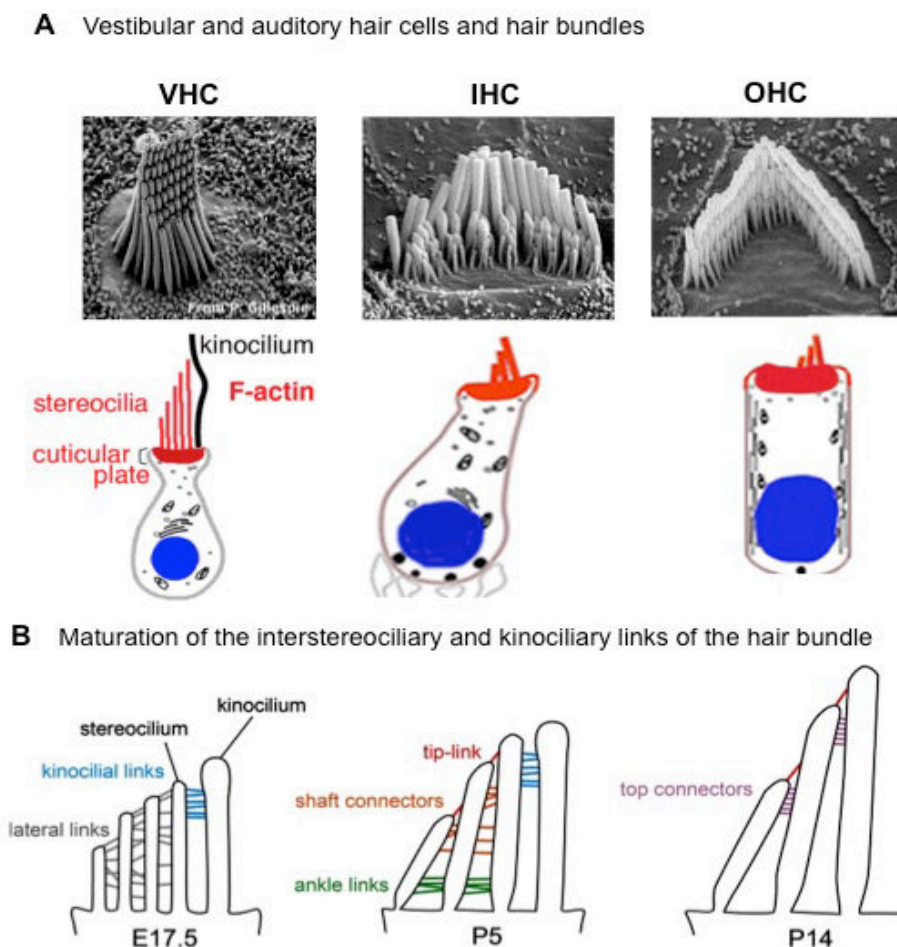 A Vestibular and auditory hair cells and hair bundles
VHC IHC OHC
From P. Gillespie
kinocilium
F-actin
stereocilia
cuticular
plate
B Maturation of the interstereociliary and kinociliary links of the hair bundle
kinocilium
stereocilium
kinocilial links
lateral links
E17.5
tip-link
shaft connectors
ankle links
P5
top connectors
P14